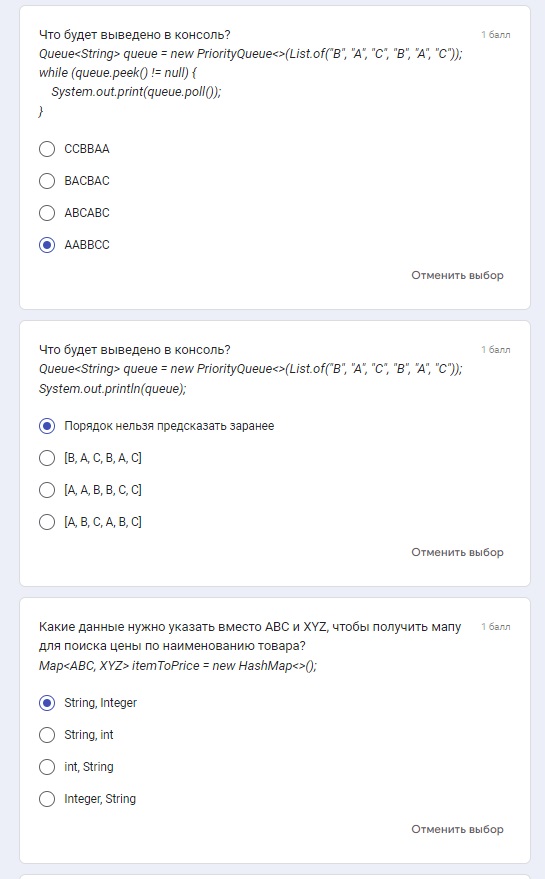 Что будет выведено в консоль?
1 балл
Queue<String> queue = new PriorityQueue<>(List.of("B", "A", "C", "B", "A", "C"));
while (queue.peek() != null) {
System.out.print(queue.poll());
}
CCBBAA
BACBAC
ABCABC
AABBCC
Отменить выбор
Что будет выведено в консоль?
1 балл
Queue<String> queue = new PriorityQueue<>(List.of("B", "A", "C", "B", "A", "C"));
System.out.println(queue);
Порядок нельзя предсказать заранее
[B, A, C, B, A, C]
[A, A, B, B, C, C]
[A, B, C, A, B, C]
Отменить выбор
Какие данные нужно указать вместо ABC и XYZ, чтобы получить мапу
1 балл
для поиска цены по наименованию товара?
Map<ABC, XYZ> itemToPrice = new HashMap<>();
String, Integer
String, int
int, String
Integer, String
Отменить выбор